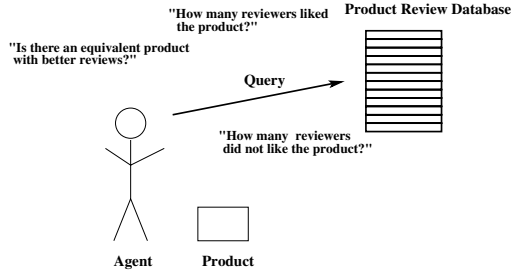 Product Review Database
"How many reviewers liked
the product?"
"Is there an equivalent product
with better reviews?"
Query
"How many reviewers
did not like the product?"
Agent
Product